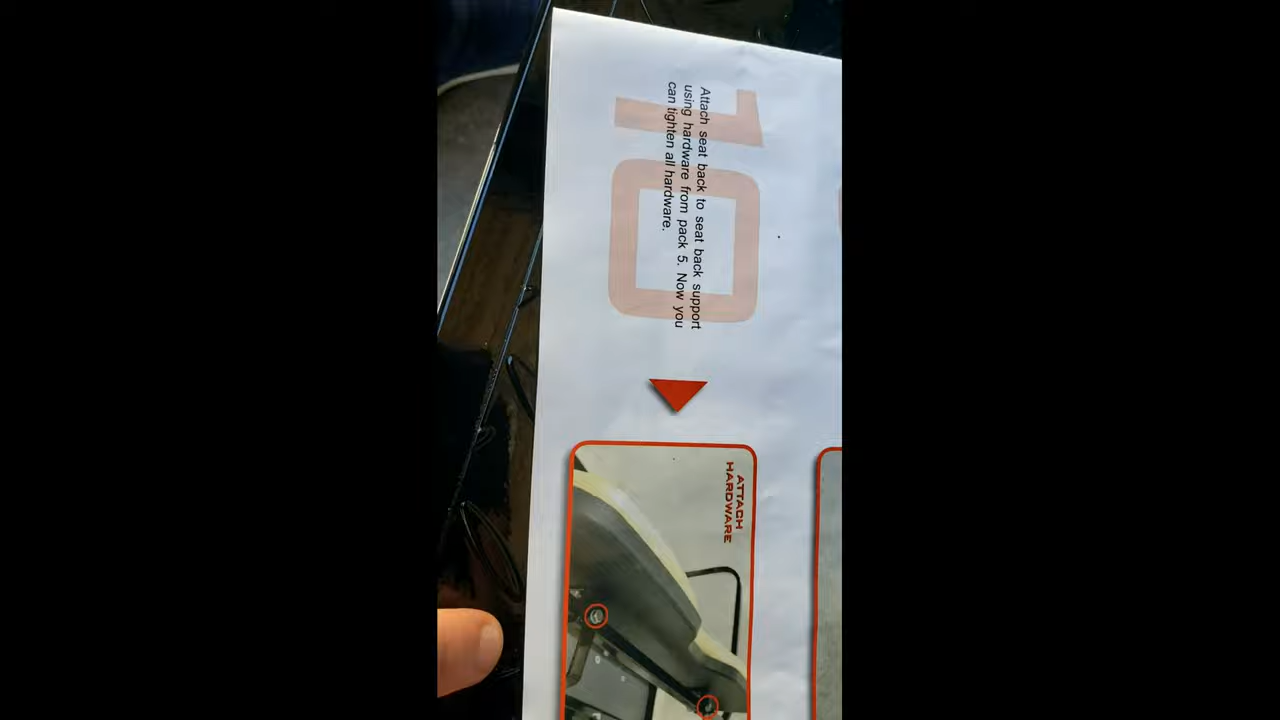 10
Attach seat back to seat back support
using hardware from pack 5. Now you
can tighten all hardware.
ATTACH
HARDWARE